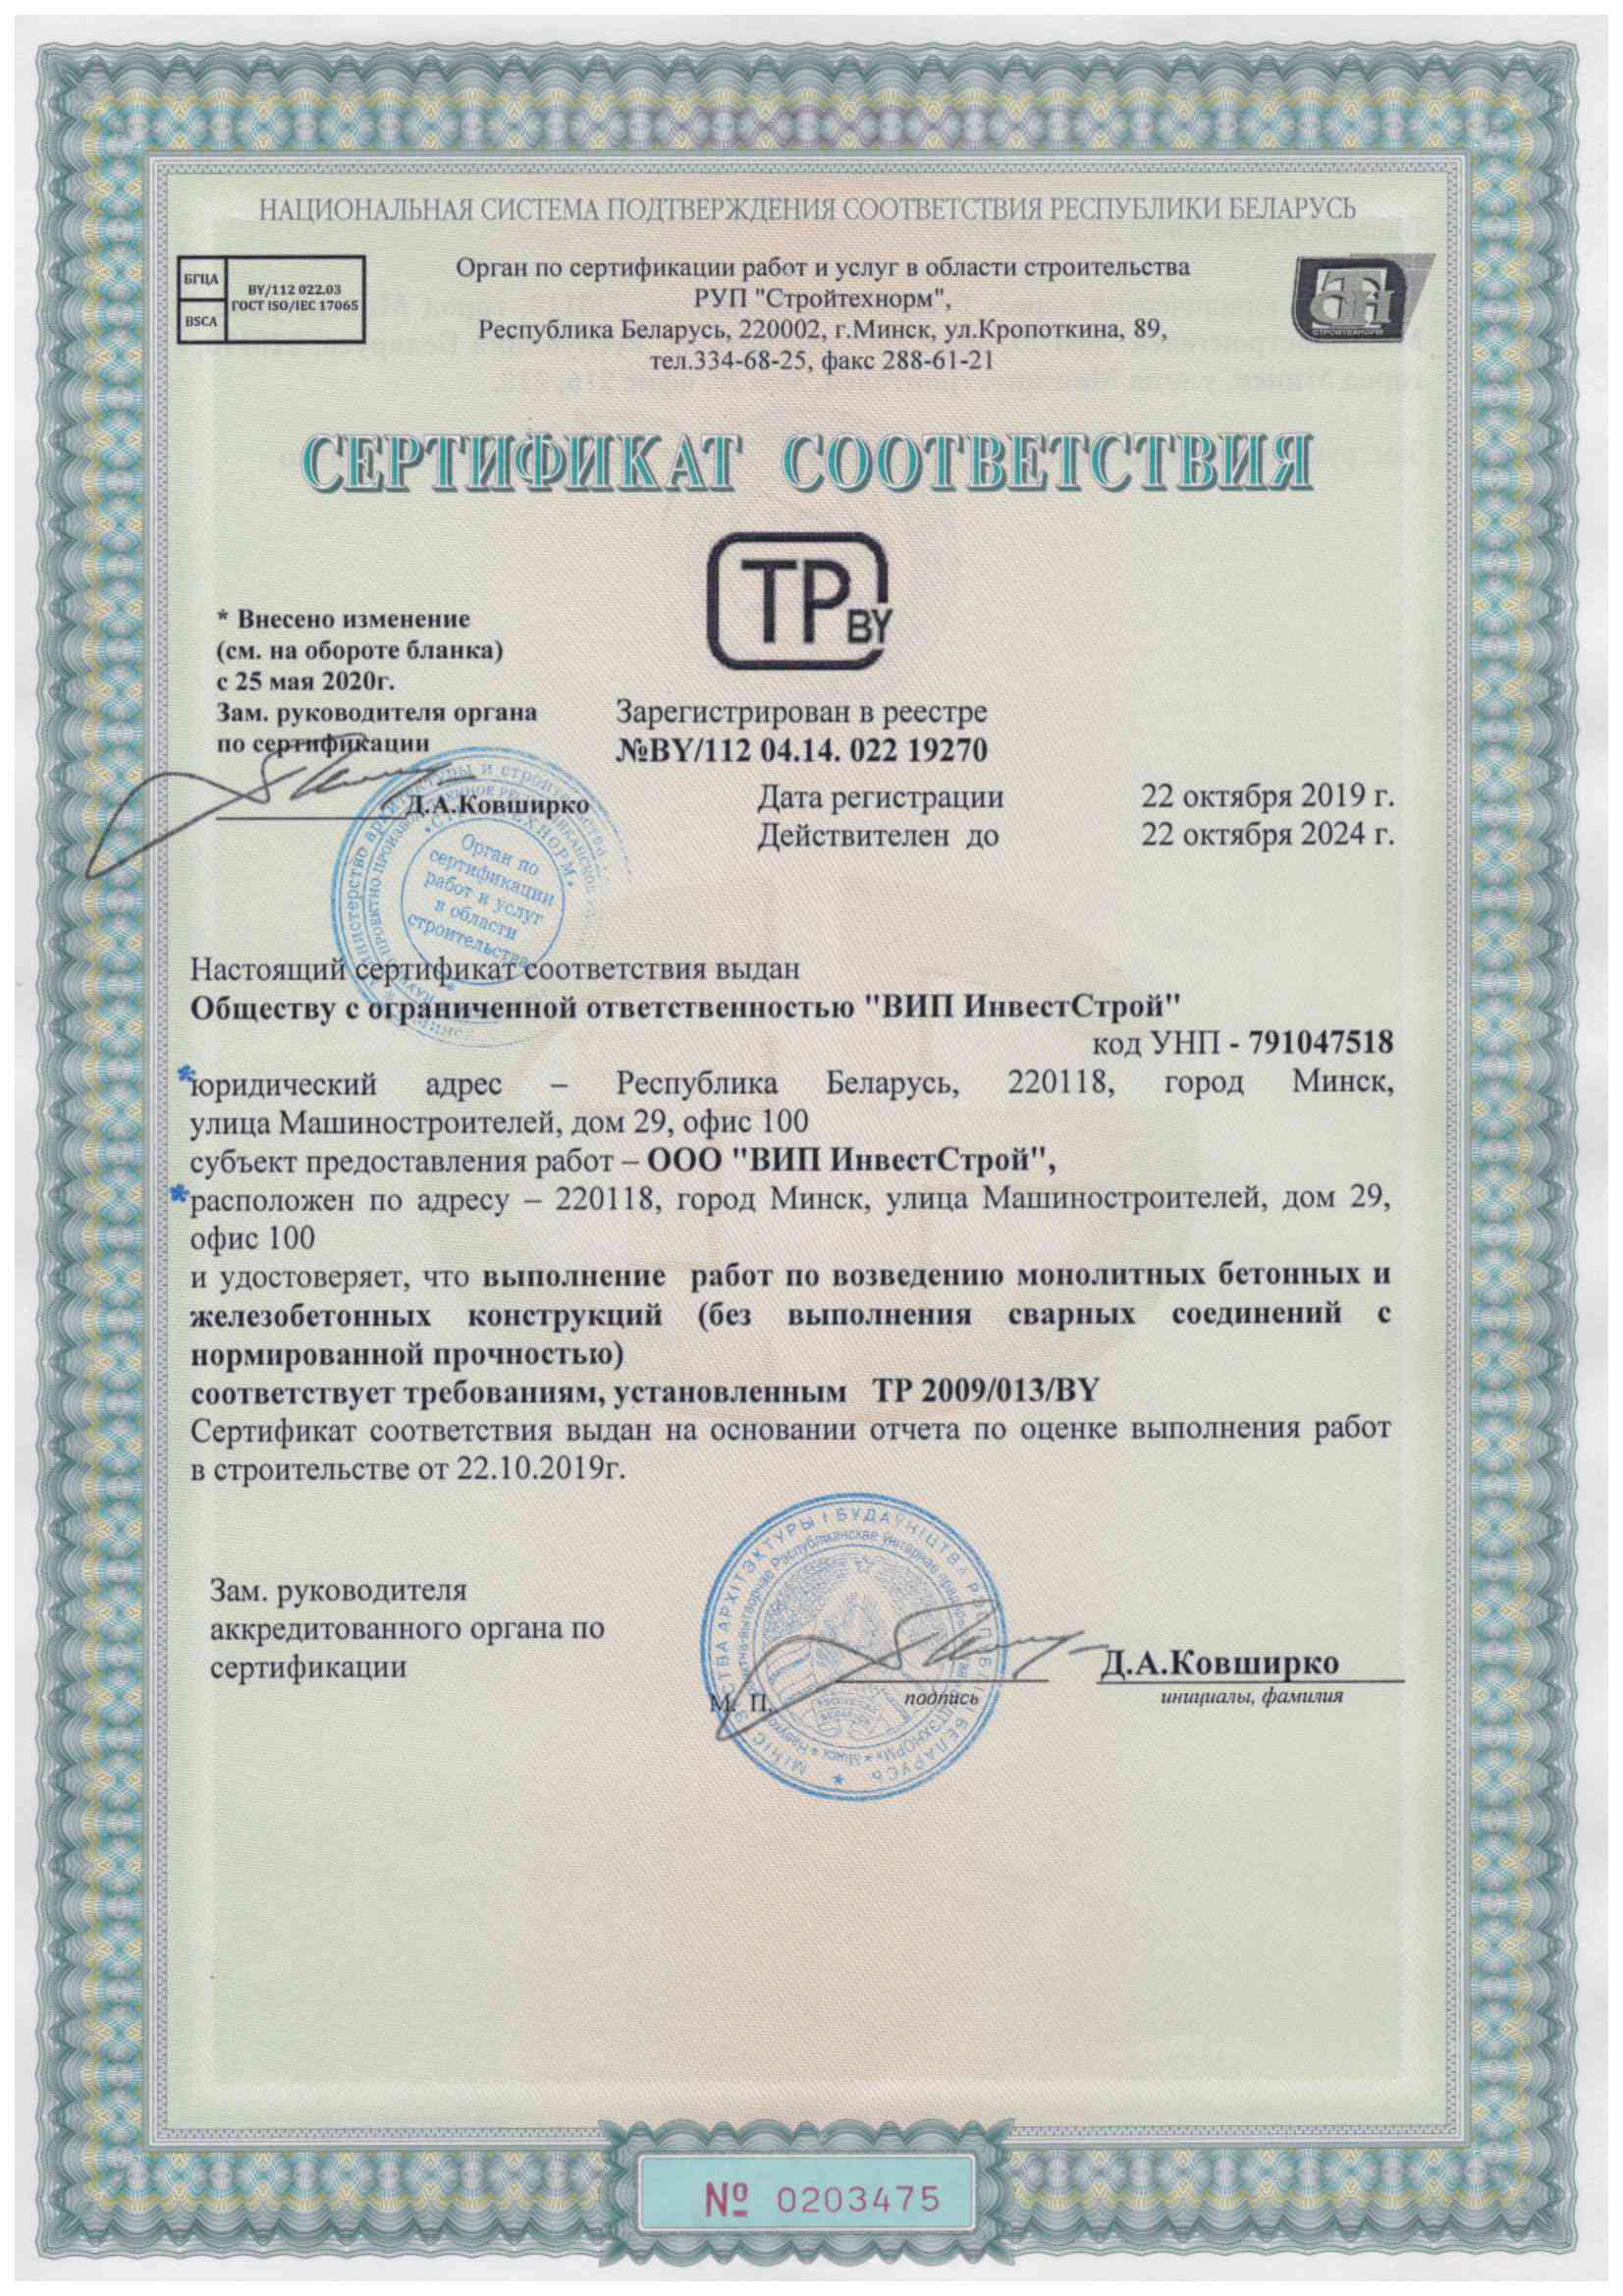 НАЦИОНАЛЬНАЯ СИСТЕМА ПОДТВЕРЖДЕНИЯ СООТВЕТСТВИЯ РЕСПУБЛИКИ БЕЛАРУСЬ
БГЦА
BSCA
BY/112 022.03
ГОСТ ISO/IEC 17065
Орган по сертификации работ и услуг в области строительства
РУП "Стройтехнорм",
Республика Беларусь, 220002, г.Минск, ул.Кропоткина, 89,
тел.334-68-25, факс 288-61-21
СТН
СТРОЙТЕХНОРМ
СЕРТИФИКАТ СООТВЕТСТВИЯ
ТР BY
* Внесено изменение
(см. на обороте бланка)
с 25 мая 2020г.
Зам. руководителя органа
по сертификации
Д.А.Ковширко
Орган по
сертификации
работ и услуг
в области
строительства
Зарегистрирован в реестре
№BY/112 04.14. 022 19270
Дата регистрации 22 октября 2019 г.
Действителен до 22 октября 2024 г.
Настоящий сертификат соответствия выдан
Обществу с ограниченной ответственностью "ВИП ИнвестСтрой"
код УНП - 791047518
*юридический адрес – Республика Беларусь, 220118, город Минск,
улица Машиностроителей, дом 29, офис 100
субъект предоставления работ – ООО "ВИП ИнвестСтрой",
*расположен по адресу – 220118, город Минск, улица Машиностроителей, дом 29,
офис 100
и удостоверяет, что выполнение работ по возведению монолитных бетонных и
железобетонных конструкций (без выполнения сварных соединений с
нормированной прочностью)
соответствует требованиям, установленным ТР 2009/013/BY
Сертификат соответствия выдан на основании отчета по оценке выполнения работ
в строительстве от 22.10.2019г.
Зам. руководителя
аккредитованного органа по
сертификации
М. П.
подпись
Д.А.Ковширко
инициалы, фамилия
№ 0203475